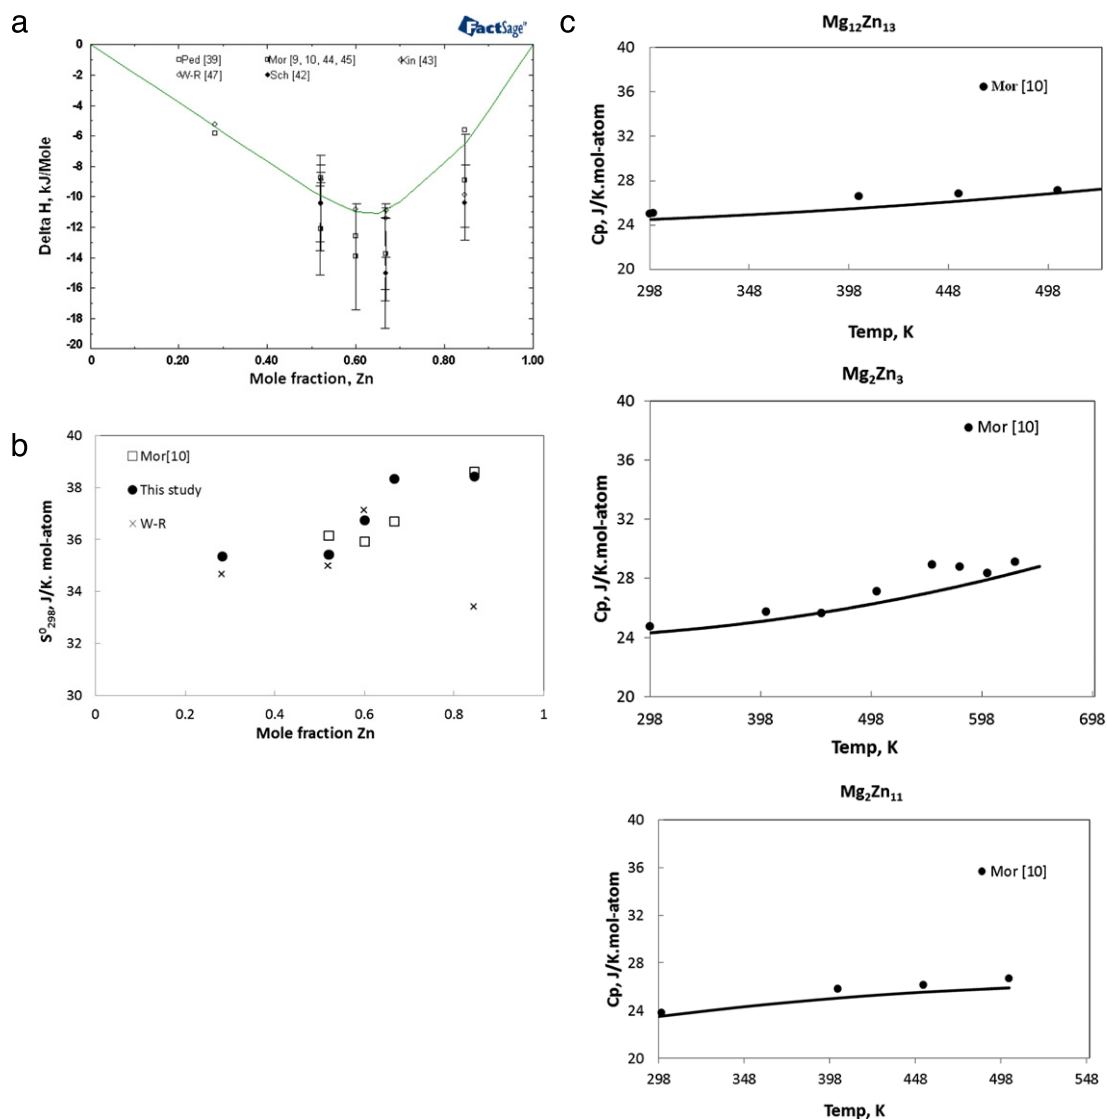 a
FactSage™
0
-2
-4
-6
-8
-10
-12
-14
-16
-18
-20
Delta H, kJ/Mole
Ped [39] Mor [9, 10, 44, 45] Kin [43]
W-R [47] Sch [42]
0 0.20 0.40 0.60 0.80 1.00
Mole fraction, Zn
b
40
38
36
34
32
30
S⁰₂₉₈, J/K. mol-atom
Mor[10]
This study
W-R
0 0.2 0.4 0.6 0.8 1
Mole fraction Zn
c
Mg₁₂Zn₁₃
40
36
32
28
24
20
Cp, J/K.mol-atom
Mor [10]
298 348 398 448 498
Temp, K
Mg₂Zn₃
40
36
32
28
24
20
Cp, J/K.mol-atom
Mor [10]
298 398 498 598 698
Temp, K
Mg₂Zn₁₁
40
36
32
28
24
20
Cp, J/K.mol-atom
Mor [10]
298 348 398 448 498 548
Temp, K